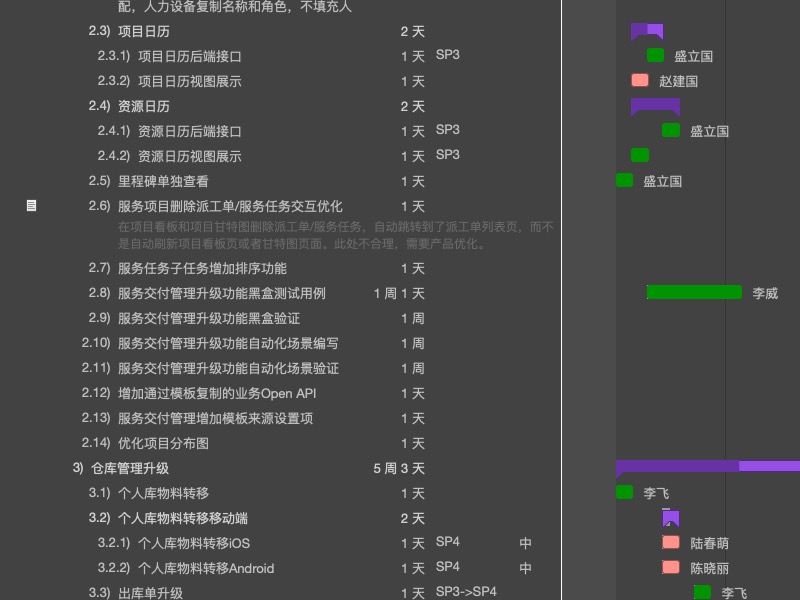 配，人力设备复制名称和角色，不填充人
2.3) 项目日历 2 天
2.3.1) 项目日历后端接口 1 天 SP3 盛立国
2.3.2) 项目日历视图展示 1 天 赵建国
2.4) 资源日历 2 天
2.4.1) 资源日历后端接口 1 天 SP3 盛立国
2.4.2) 资源日历视图展示 1 天 SP3
2.5) 里程碑单独查看 1 天 盛立国
2.6) 服务项目删除派工单/服务任务交互优化 1 天
在项目看板和项目甘特图删除派工单/服务任务，自动跳转到了派工单列表页，而不
是自动刷新项目看板页或者甘特图页面。此处不合理，需要产品优化。
2.7) 服务任务子任务增加排序功能 1 天
2.8) 服务交付管理升级功能黑盒测试用例 1 周 1 天 李威
2.9) 服务交付管理升级功能黑盒验证 1 周
2.10) 服务交付管理升级功能自动化场景编写 1 周
2.11) 服务交付管理升级功能自动化场景验证 1 周
2.12) 增加通过模板复制的业务Open API 1 天
2.13) 服务交付管理增加模板来源设置项 1 天
2.14) 优化项目分布图 1 天
3) 仓库管理升级 5 周 3 天
3.1) 个人库物料转移 1 天 李飞
3.2) 个人库物料转移移动端 2 天
3.2.1) 个人库物料转移iOS 1 天 SP4 中 陆春萌
3.2.2) 个人库物料转移Android 1 天 SP4 中 陈晓丽
3.3) 出库单升级 1 天 SP3->SP4 李飞